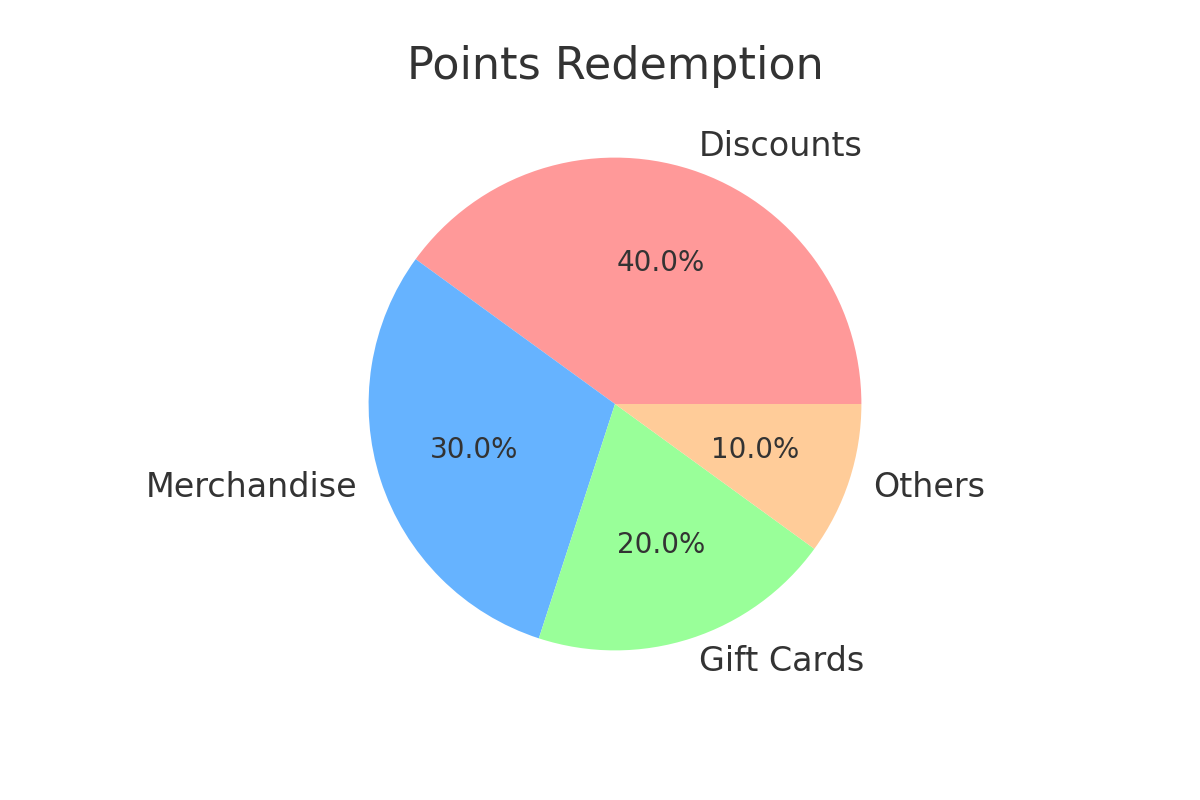 Points Redemption
Discounts
40.0%
30.0%
10.0%
Merchandise
Others
20.0%
Gift Cards